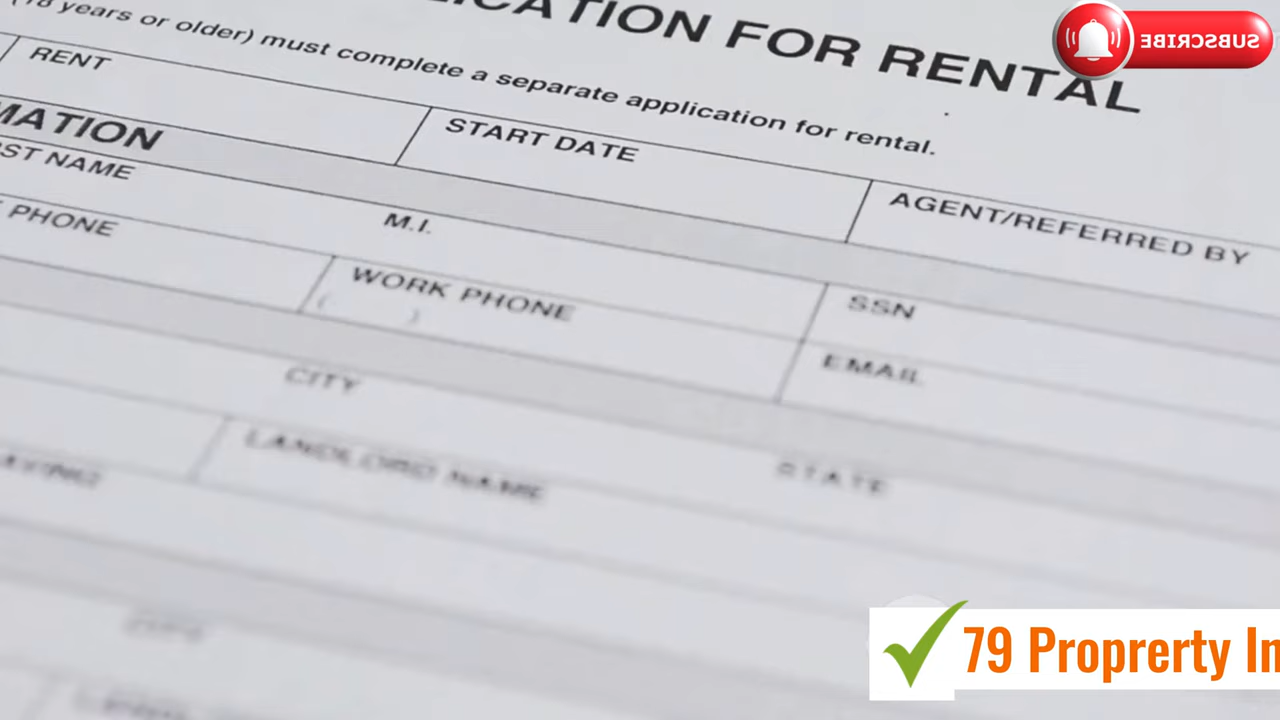 ICATION FOR RENTAL
SUBSCRIBE
(18 years or older) must complete a separate application for rental.
RENT
START DATE
AGENT/REFERRED BY
MATION
ST NAME
M.I.
SSN
PHONE
WORK PHONE
( )
EMAIL
CITY
STATE
LANDLORD NAME
79 Proprerty In